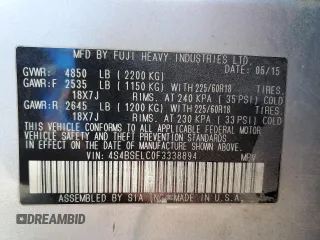 MFD BY FUJI HEAVY INDUSTRIES LTD. DATE: 05/15
GVWR: 4850 LB (2200 KG)
GAWR:F 2535 LB (1150 KG) WITH 225/60R18 TIRES.
18X7J RIMS. AT 240 KPA (35 PSI) COLD
GAWR:R 2645 LB (1200 KG) WITH 225/60R18 TIRES.
18X7J RIMS. AT 230 KPA (33 PSI) COLD
THIS VEHICLE CONFORMS TO ALL APPLICABLE FEDERAL MOTOR
VEHICLE SAFETY, BUMPER, AND THEFT PREVENTION STANDARDS
IN EFFECT ON THE DATE OF MANUFACTURE SHOWN ABOVE.
VIN: 4S4BSELC0F3338894 MPV
ASSEMBLED BY SIA, INC. MADE IN U.S.A.
© DREAMBID
DREAMBID.COM